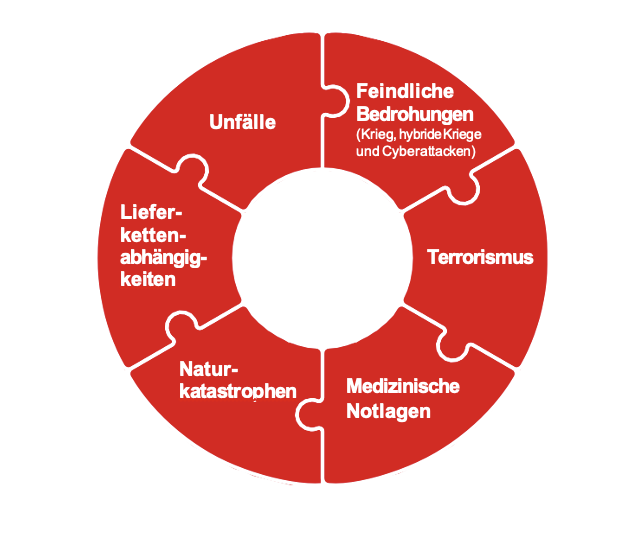 Unfälle
Feindliche
Bedrohungen
(Krieg, hybride Kriege
und Cyberattacken)
Liefer-
ketten-
abhängig-
keiten
Terrorismus
Natur-
katastrophen
Medizinische
Notlagen